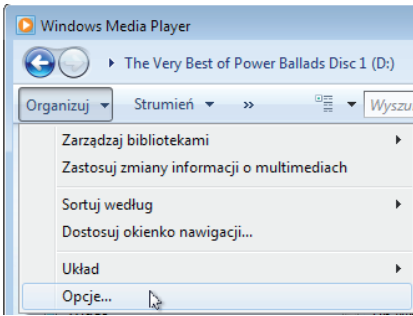 Windows Media Player
The Very Best of Power Ballads Disc 1 (D:)
Organizuj Strumień »
Zarządzaj bibliotekami
Zastosuj zmiany informacji o multimediach
Sortuj według
Dostosuj okienko nawigacji...
Układ
Opcje...